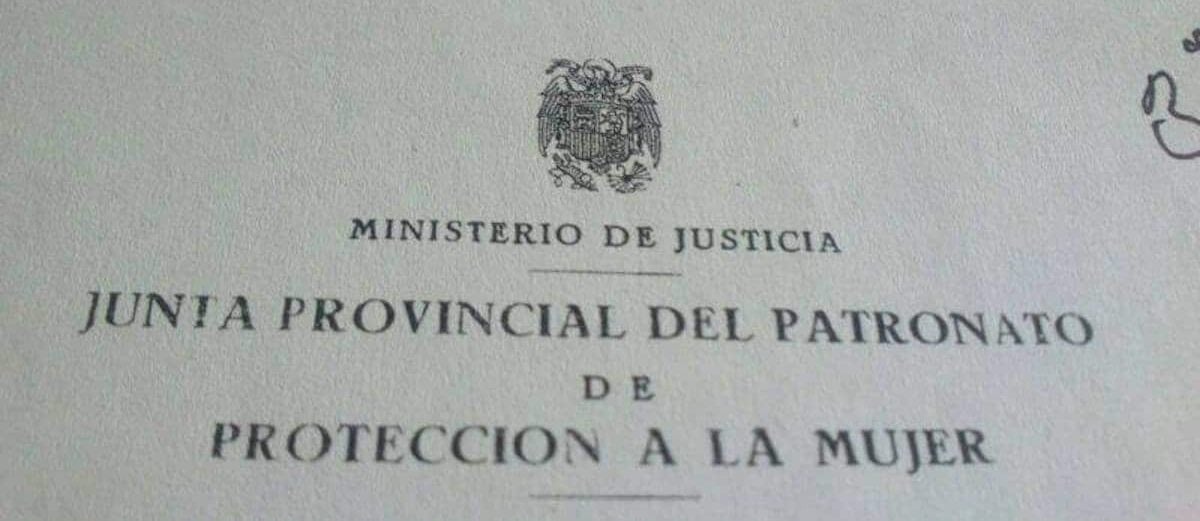 MINISTERIO DE JUSTICIA
JUNTA PROVINCIAL DEL PATRONATO
DE
PROTECCION A LA MUJER